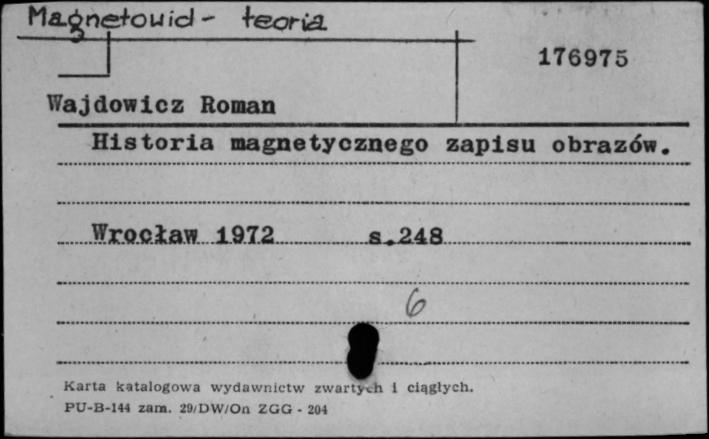 Magnetowid - teoria
176975
Wajdowicz Roman
Historia magnetycznego zapisu obrazów.
Wrocław 1972 s.248
6
Karta katalogowa wydawnictw zwartych i ciągłych.
PU-B-144 zam. 29/DW/On ZGG - 204